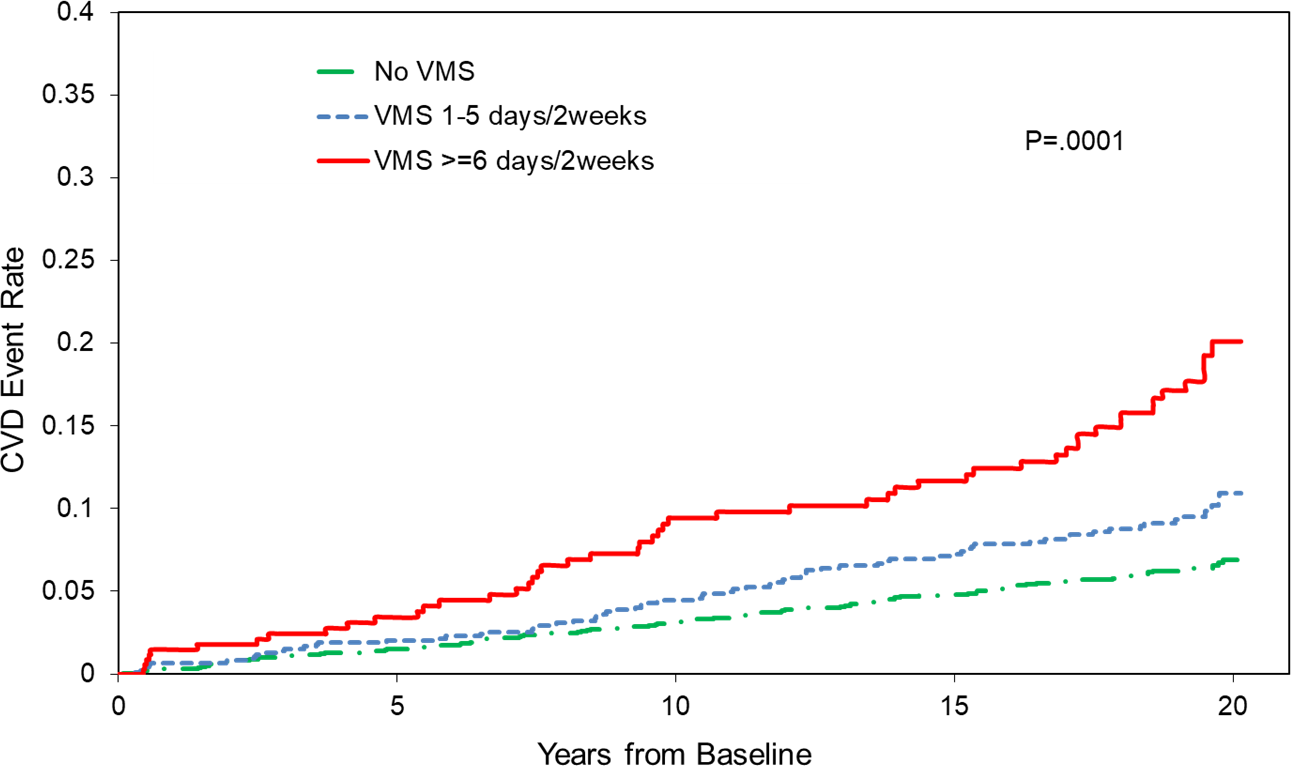 0.4
0.35
0.3
0.25
0.2
0.15
0.1
0.05
0
CVD Event Rate
No VMS
VMS 1-5 days/2weeks
VMS >=6 days/2weeks
P=.0001
0 5 10 15 20
Years from Baseline